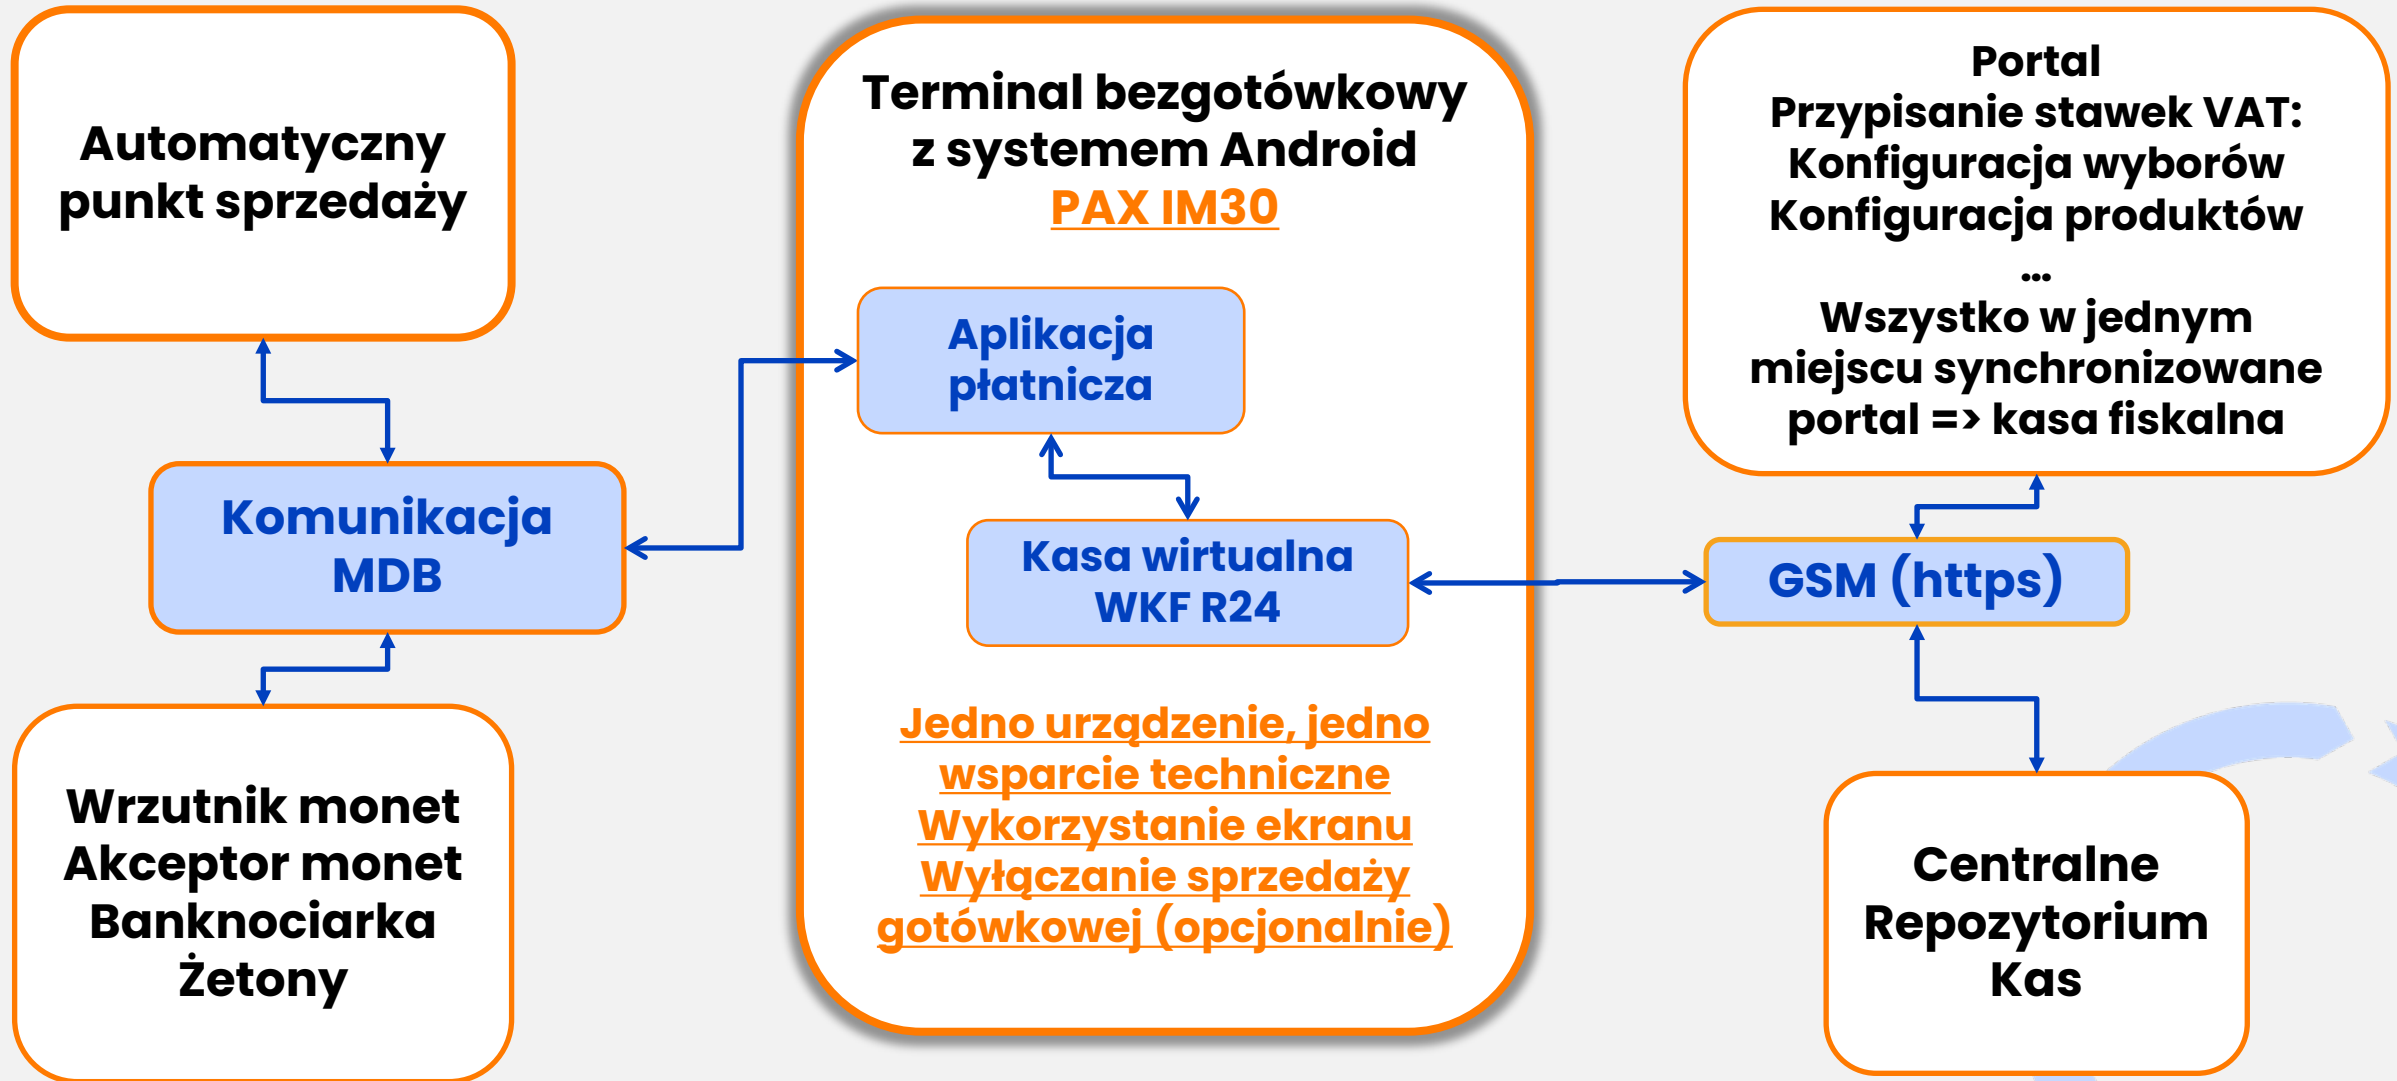 Automatyczny
punkt sprzedaży
Komunikacja
MDB
Wrzutnik monet
Akceptor monet
Banknociarka
Żetony
Terminal bezgotówkowy
z systemem Android
PAX IM30
Aplikacja
płatnicza
Kasa wirtualna
WKF R24
Jedno urządzenie, jedno
wsparcie techniczne
Wykorzystanie ekranu
Wyłączanie sprzedaży
gotówkowej (opcjonalnie)
Portal
Przypisanie stawek VAT:
Konfiguracja wyborów
Konfiguracja produktów
...
Wszystko w jednym
miejscu synchronizowane
portal => kasa fiskalna
GSM (https)
Centralne
Repozytorium
Kas